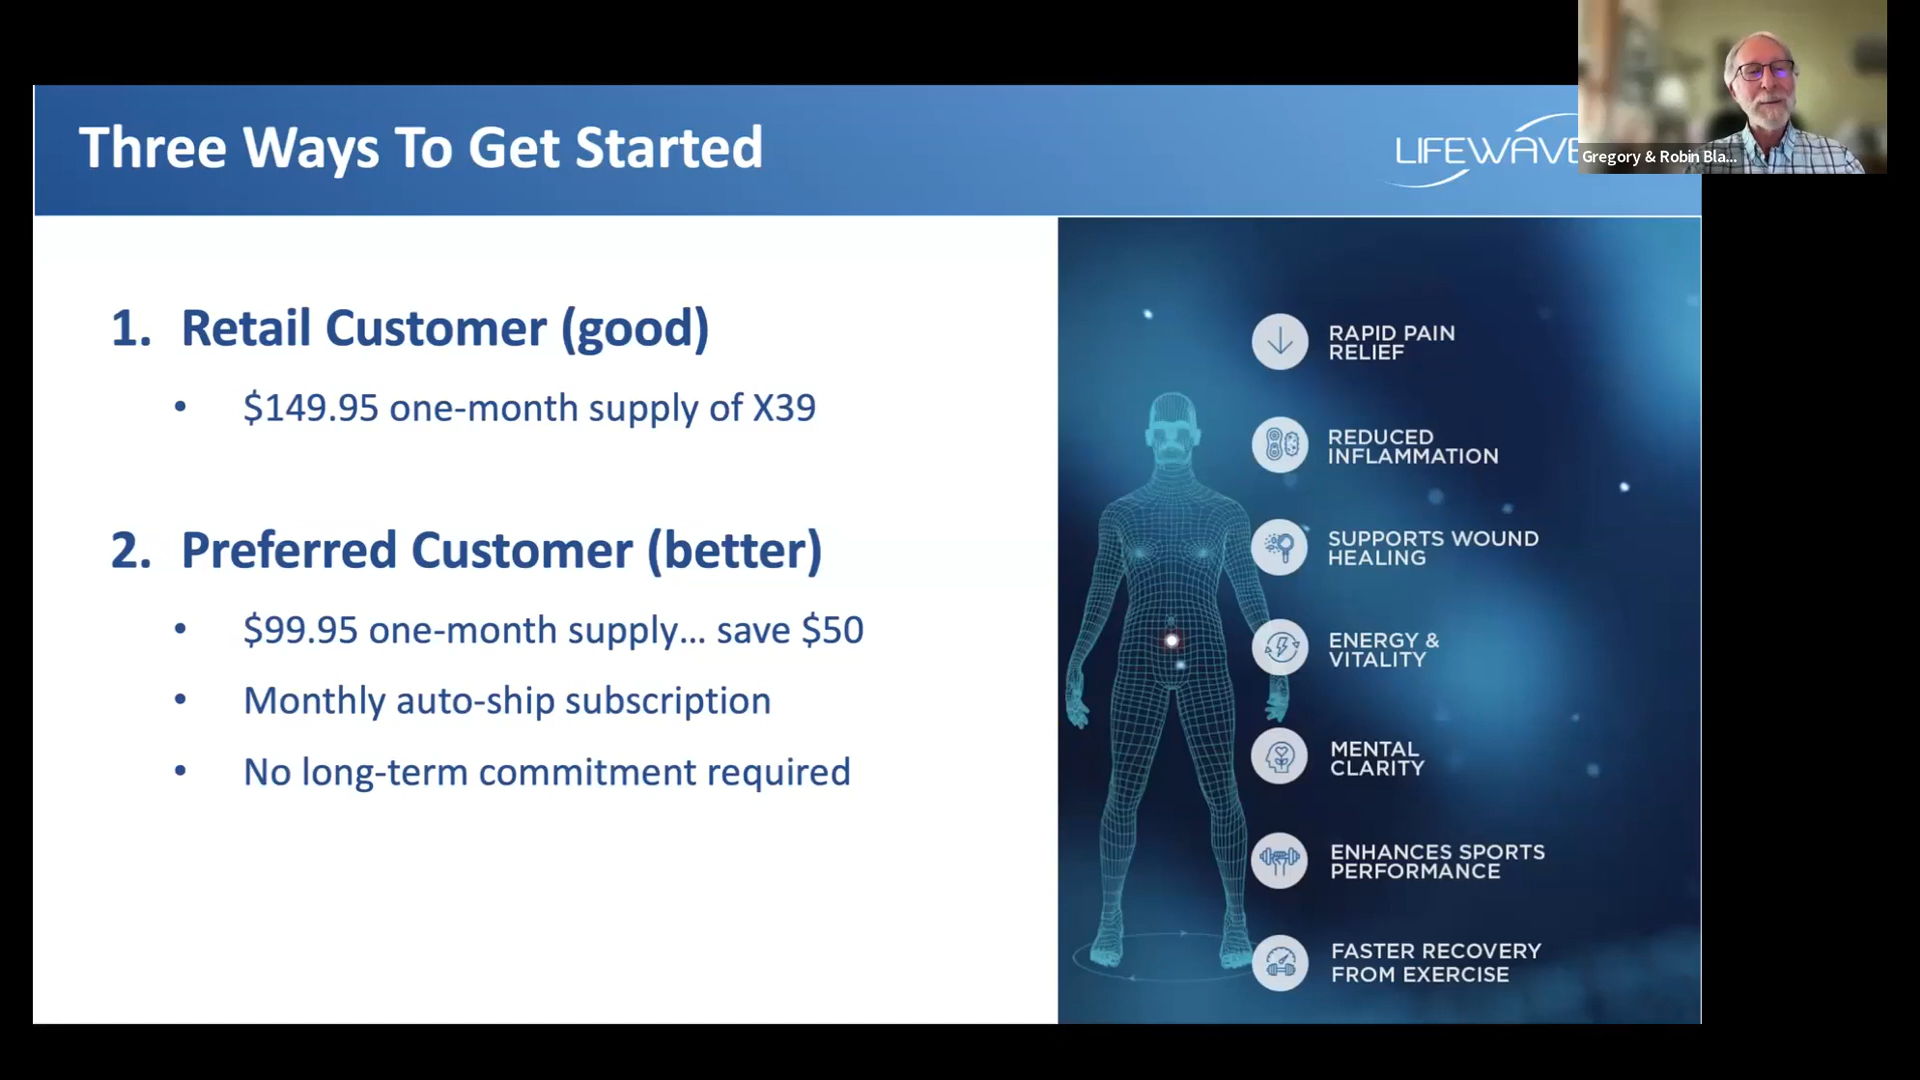 Three Ways To Get Started
LIFEWAVE
Gregory & Robin Bla...
1. Retail Customer (good)
• $149.95 one-month supply of X39
2. Preferred Customer (better)
• $99.95 one-month supply... save $50
• Monthly auto-ship subscription
• No long-term commitment required
RAPID PAIN
RELIEF
REDUCED
INFLAMMATION
SUPPORTS WOUND
HEALING
ENERGY &
VITALITY
MENTAL
CLARITY
ENHANCES SPORTS
PERFORMANCE
FASTER RECOVERY
FROM EXERCISE